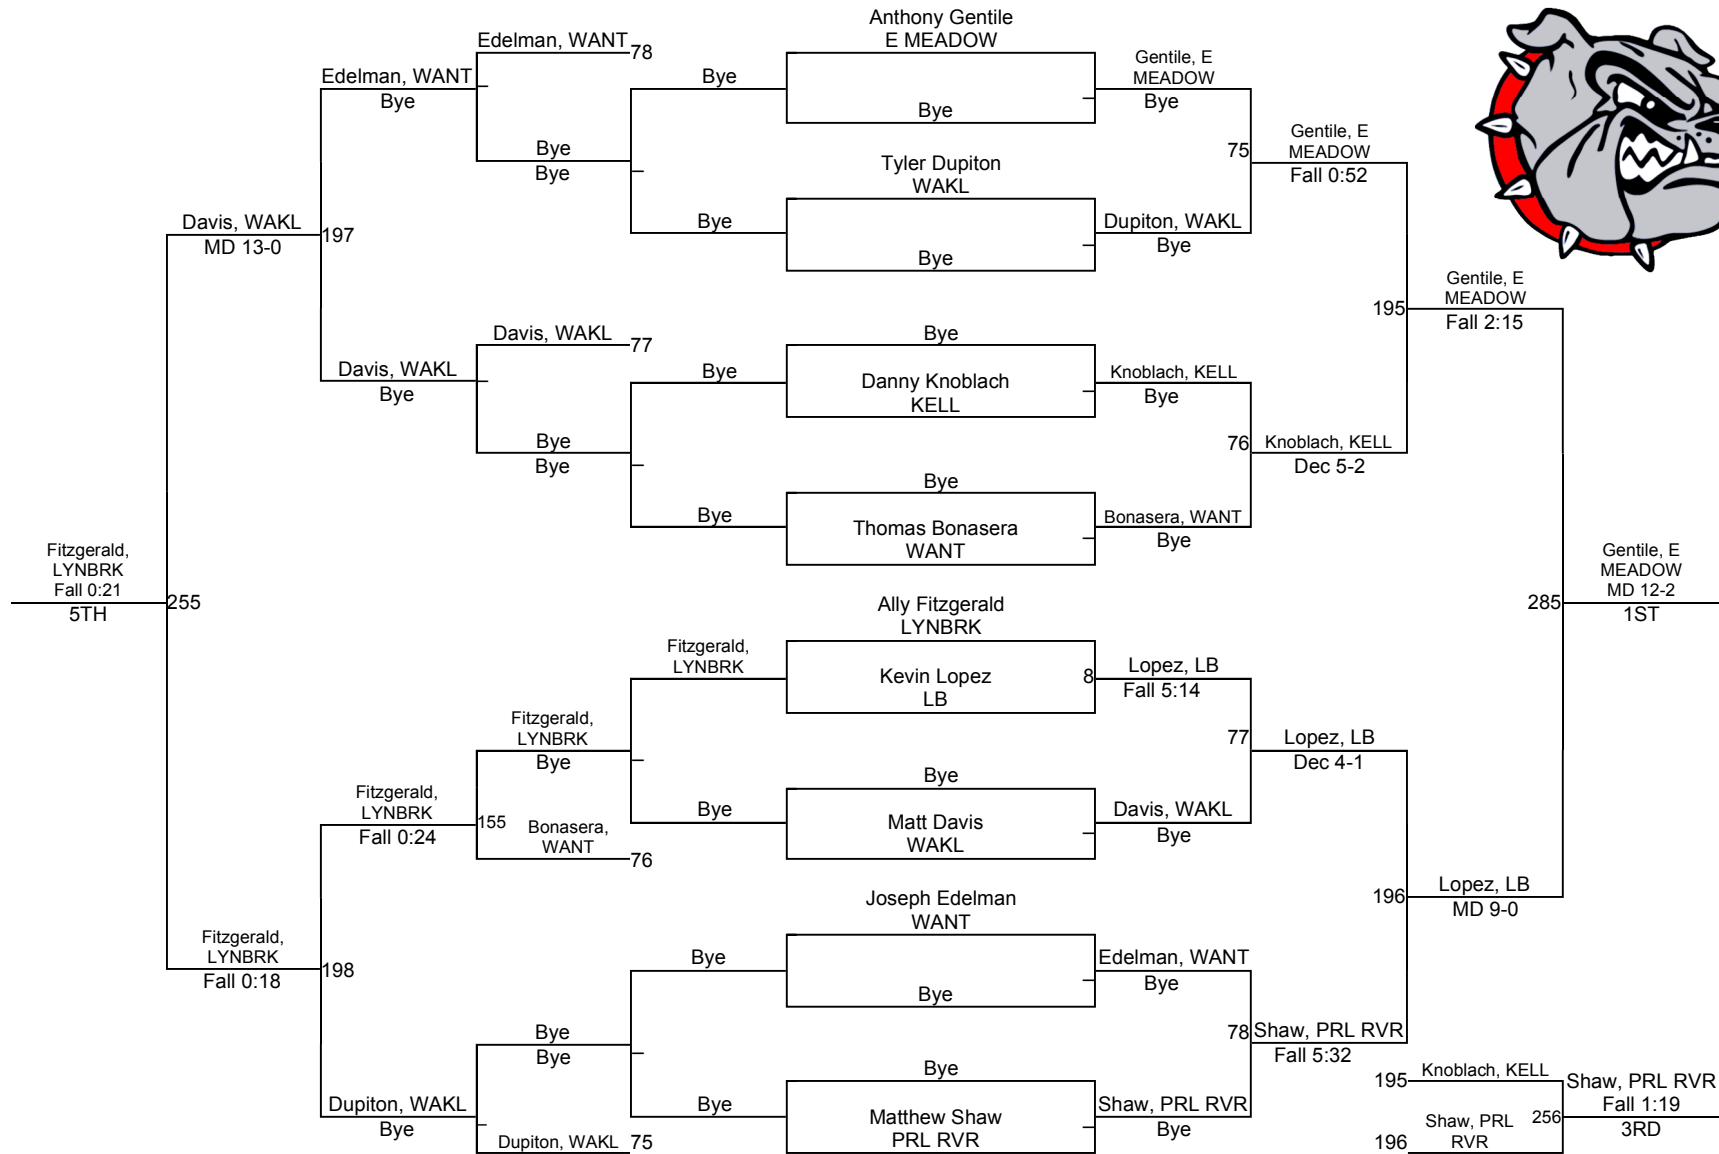 Anthony Gentile
E MEADOW
Bye
Tyler Dupiton
WAKL
Bye
Bye
Danny Knoblach
KELL
Bye
Thomas Bonasera
WANT
Ally Fitzgerald
LYNBRK
Kevin Lopez
LB
8
Bye
Matt Davis
WAKL
Joseph Edelman
WANT
Bye
Bye
Matthew Shaw
PRL RVR
Gentile, E
MEADOW
Bye
75
Dupiton, WAKL
Bye
Knoblach, KELL
Bye
76
Bonasera, WANT
Bye
Lopez, LB
Fall 5:14
77
Davis, WAKL
Bye
Edelman, WANT
Bye
78
Shaw, PRL RVR
Bye
Gentile, E
MEADOW
Fall 0:52
195
Knoblach, KELL
Dec 5-2
Lopez, LB
Dec 4-1
196
Shaw, PRL RVR
Fall 5:32
Gentile, E
MEADOW
Fall 2:15
285
Lopez, LB
MD 9-0
Gentile, E
MEADOW
MD 12-2
1ST
195
Knoblach, KELL
196
Shaw, PRL
RVR
256
Shaw, PRL RVR
Fall 1:19
3RD
Bye
Bye
Bye
Bye
Fitzgerald,
LYNBRK
Bye
Bye
Bye
Edelman, WANT
78
Bye
Bye
Davis, WAKL
77
Bye
Bye
Fitzgerald,
LYNBRK
Bye
155
Bonasera,
WANT
76
Bye
Bye
Dupiton, WAKL
75
Edelman, WANT
Bye
197
Davis, WAKL
Bye
Fitzgerald,
LYNBRK
Fall 0:24
198
Dupiton, WAKL
Bye
Davis, WAKL
MD 13-0
255
Fitzgerald,
LYNBRK
Fall 0:18
Fitzgerald,
LYNBRK
Fall 0:21
5TH